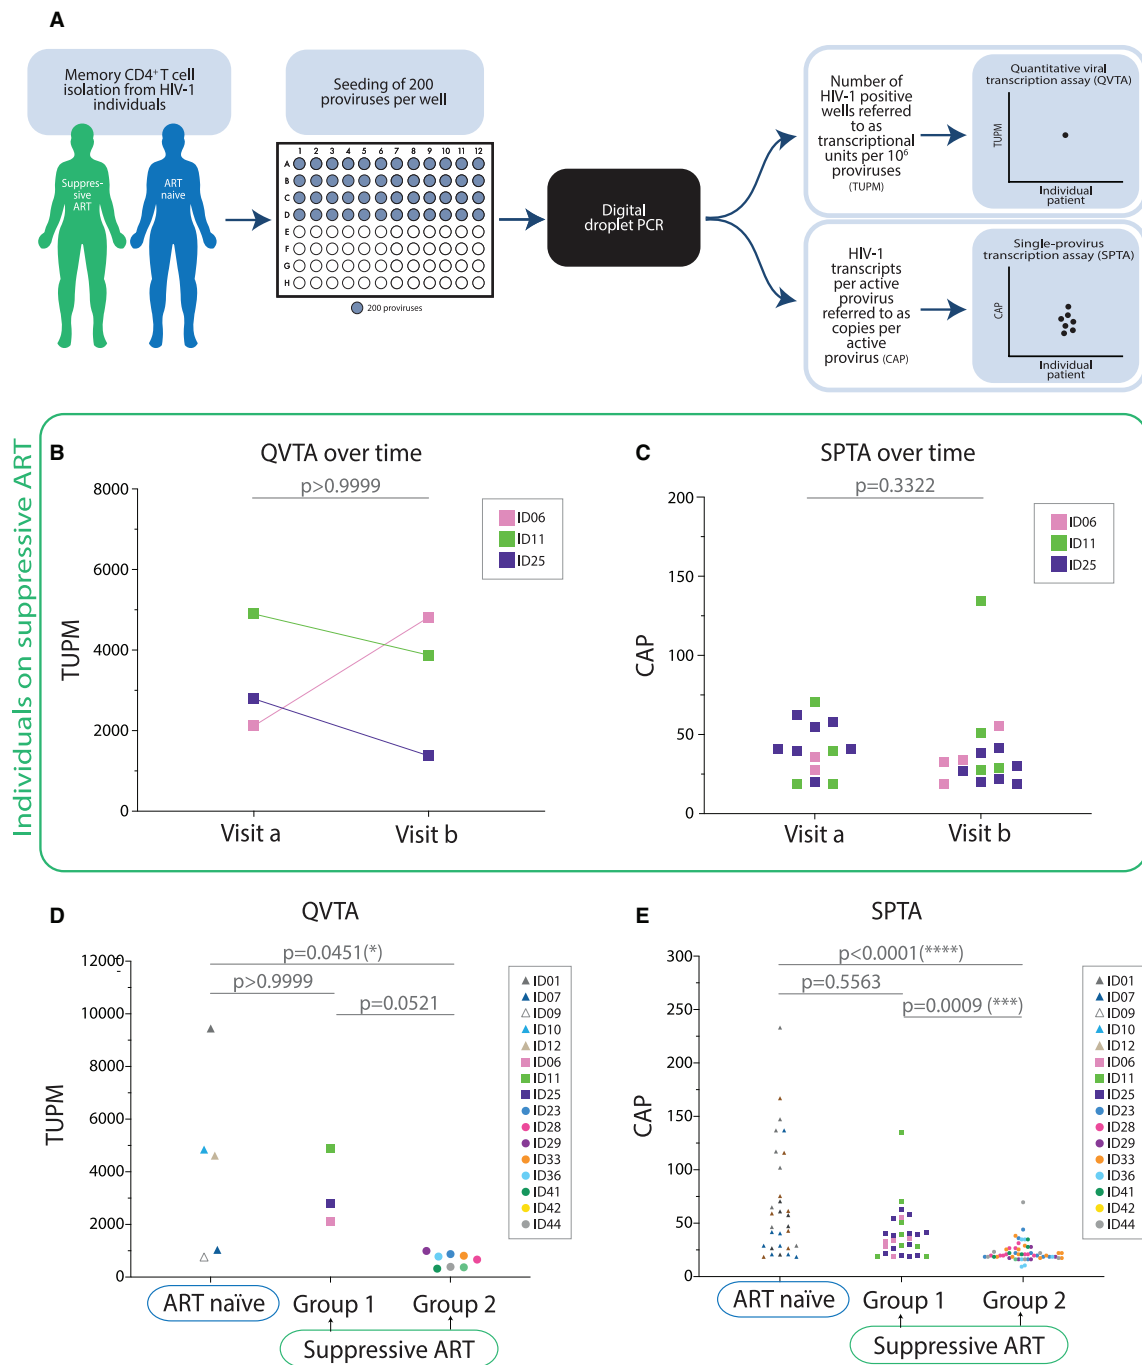 A
Memory CD4+ T cell
isolation from HIV-1
individuals
Suppres-
sive
ART
ART
naive
Seeding of 200
proviruses per well
1 2 3 4 5 6 7 8 9 10 11 12
A
B
C
D
E
F
G
H
200 proviruses
Digital
droplet PCR
Number of
HIV-1 positive
wells referred
to as
transcriptional
units per 10⁶
proviruses
(TUPM)
Quantitative viral
transcription assay (QVTA)
TUPM
Individual
patient
HIV-1
transcripts
per active
provirus
referred to as
copies per
active
provirus (CAP)
Single-provirus
transcription assay (SPTA)
CAP
Individual
patient
Individuals on suppressive ART
B
QVTA over time
p>0.9999
8000
6000
4000
2000
0
TUPM
Visit a
Visit b
ID06
ID11
ID25
C
SPTA over time
p=0.3322
200
150
100
50
0
CAP
Visit a
Visit b
ID06
ID11
ID25
D
QVTA
p=0.0451(*)
p>0.9999
p=0.0521
12000
10000
8000
6000
4000
2000
0
TUPM
ART naïve
Group 1
Group 2
Suppressive ART
ID01
ID07
ID09
ID10
ID12
ID06
ID11
ID25
ID23
ID28
ID29
ID33
ID36
ID41
ID42
ID44
E
SPTA
p<0.0001(****)
p=0.5563
p=0.0009 (***)
300
250
200
150
100
50
0
CAP
ART naïve
Group 1
Group 2
Suppressive ART
ID01
ID07
ID09
ID10
ID12
ID06
ID11
ID25
ID23
ID28
ID29
ID33
ID36
ID41
ID42
ID44